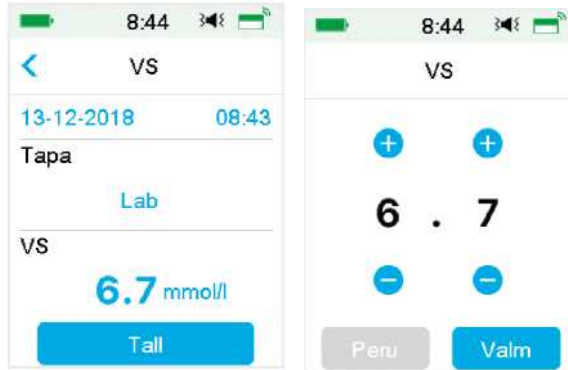 8:44
VS
13-12-2018 08:43
Tapa
Lab
VS
6.7 mmol/l
Tall
8:44
VS
6 . 7
Peru Valm